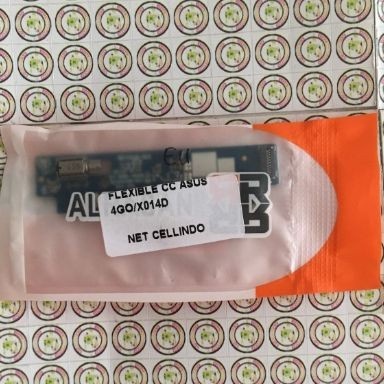 FLEXIBLE CC ASUS
4GO/X014D
NET CELLINDO